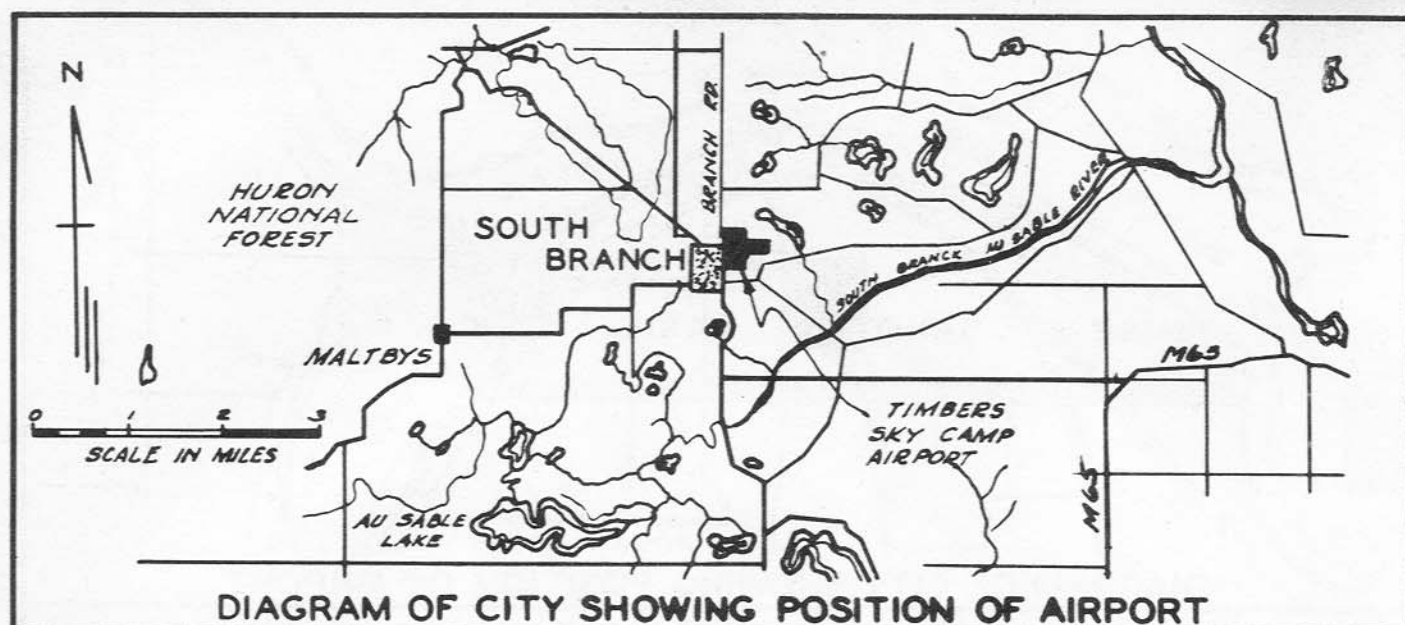 N
BRANCH RD.
HURON
NATIONAL
FOREST
SOUTH
BRANCH
SOUTH BRANCK AU SABLE RIVER
MALTBYS
M65
0 1 2 3
SCALE IN MILES
TIMBERS
SKY CAMP
AIRPORT
M65
AU SABLE
LAKE
DIAGRAM OF CITY SHOWING POSITION OF AIRPORT